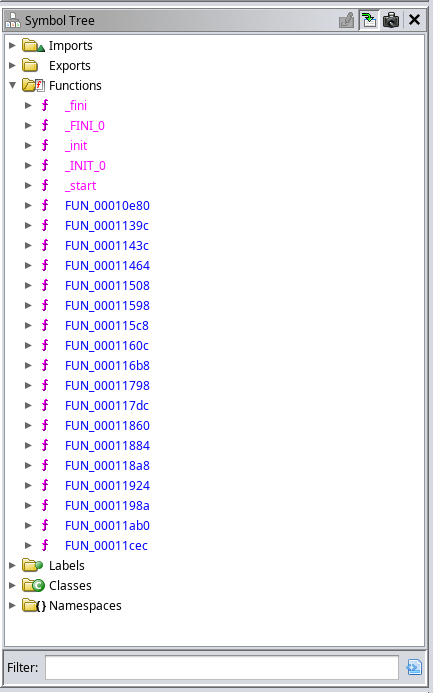 Symbol Tree
Imports
Exports
Functions
_fini
_FINI_0
_init
_INIT_0
_start
FUN_00010e80
FUN_0001139c
FUN_0001143c
FUN_00011464
FUN_00011508
FUN_00011598
FUN_000115c8
FUN_0001160c
FUN_000116b8
FUN_00011798
FUN_000117dc
FUN_00011860
FUN_00011884
FUN_000118a8
FUN_00011924
FUN_0001198a
FUN_00011ab0
FUN_00011cec
Labels
Classes
Namespaces
Filter: